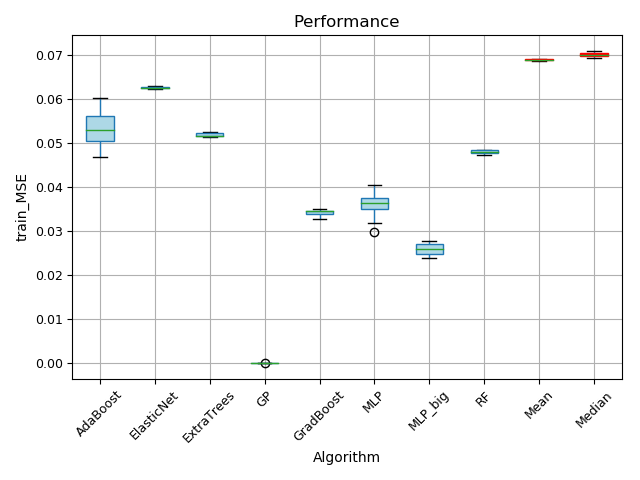 Performance
0.07
0.06
0.05
0.04
0.03
0.02
0.01
0.00
train_MSE
AdaBoost
ElasticNet
ExtraTrees
GP
GradBoost
MLP
MLP_big
RF
Mean
Median
Algorithm